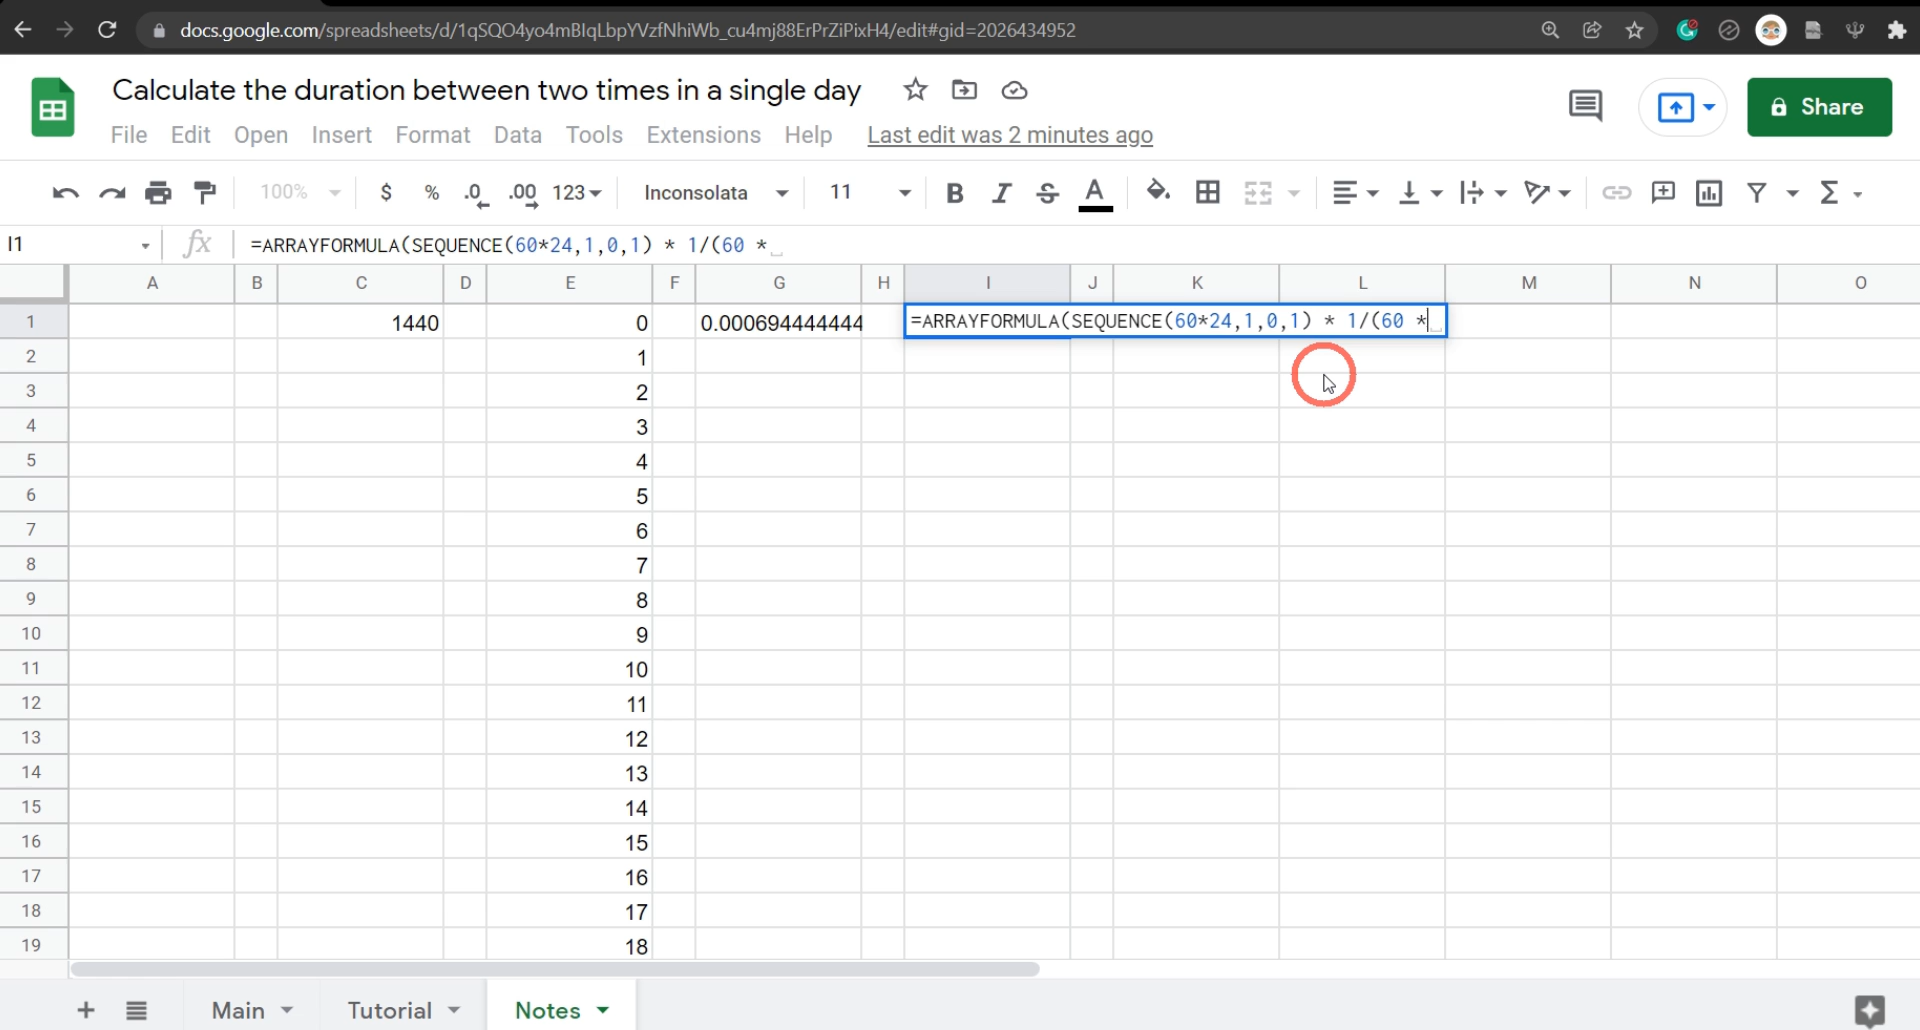 docs.google.com/spreadsheets/d/1qSQO4yo4mBlqLbpYVzfNhiWb_cu4mj88ErPrZiPixH4/edit#gid=2026434952
Calculate the duration between two times in a single day
Share
File Edit Open Insert Format Data Tools Extensions Help Last edit was 2 minutes ago
100% $ % .0 .00 123 Inconsolata 11 B I S A Σ
I1 fx =ARRAYFORMULA(SEQUENCE(60*24,1,0,1) * 1/(60 *
A B C D E F G H I J K L M N O
1 1440 0 0.000694444444 =ARRAYFORMULA(SEQUENCE(60*24,1,0,1) * 1/(60 *
2 1
3 2
4 3
5 4
6 5
7 6
8 7
9 8
10 9
11 10
12 11
13 12
14 13
15 14
16 15
17 16
18 17
19 18
+ Main Tutorial Notes